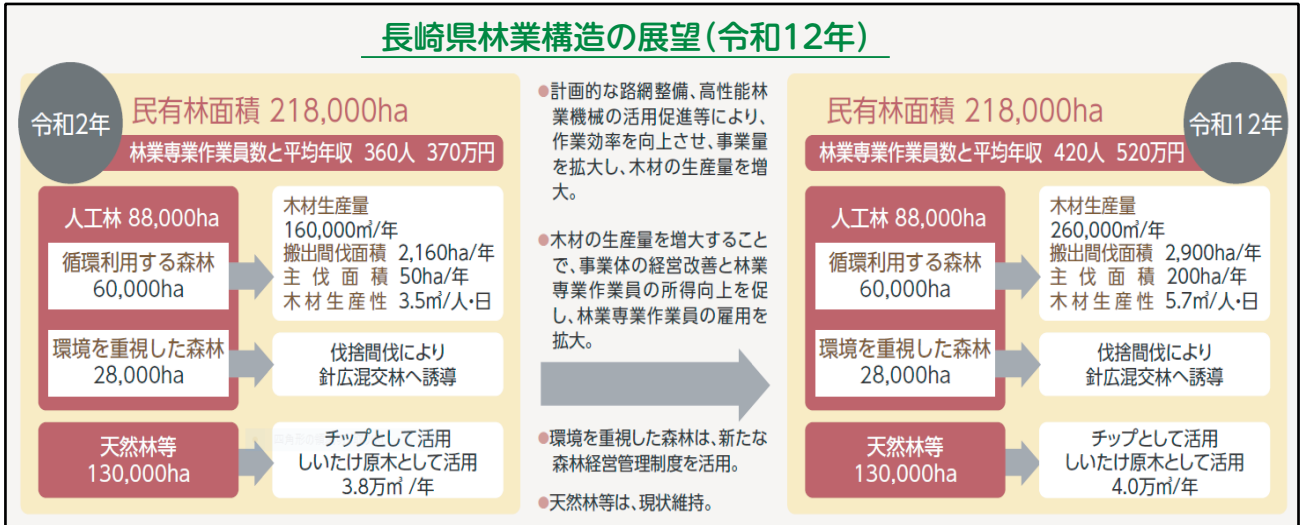 長崎県林業構造の展望(令和12年)
令和2年
民有林面積 218,000ha
林業専業作業員数と平均年収 360人 370万円
人工林 88,000ha
循環利用する森林
60,000ha
木材生産量
160,000㎥/年
搬出間伐面積 2,160ha/年
主伐面積 50ha/年
木材生産性 3.5㎥/人・日
環境を重視した森林
28,000ha
伐捨間伐により
針広混交林へ誘導
天然林等
130,000ha
チップとして活用
しいたけ原木として活用
3.8万㎥/年
●計画的な路網整備、高性能林
業機械の活用促進等により、
作業効率を向上させ、事業量
を拡大し、木材の生産量を増
大。
●木材の生産量を増大すること
で、事業体の経営改善と林業
専業作業員の所得向上を促
し、林業専業作業員の雇用を
拡大。
●環境を重視した森林は、新たな
森林経営管理制度を活用。
●天然林等は、現状維持。
令和12年
民有林面積 218,000ha
林業専業作業員数と平均年収 420人 520万円
人工林 88,000ha
循環利用する森林
60,000ha
木材生産量
260,000㎥/年
搬出間伐面積 2,900ha/年
主伐面積 200ha/年
木材生産性 5.7㎥/人・日
環境を重視した森林
28,000ha
伐捨間伐により
針広混交林へ誘導
天然林等
130,000ha
チップとして活用
しいたけ原木として活用
4.0万㎥/年